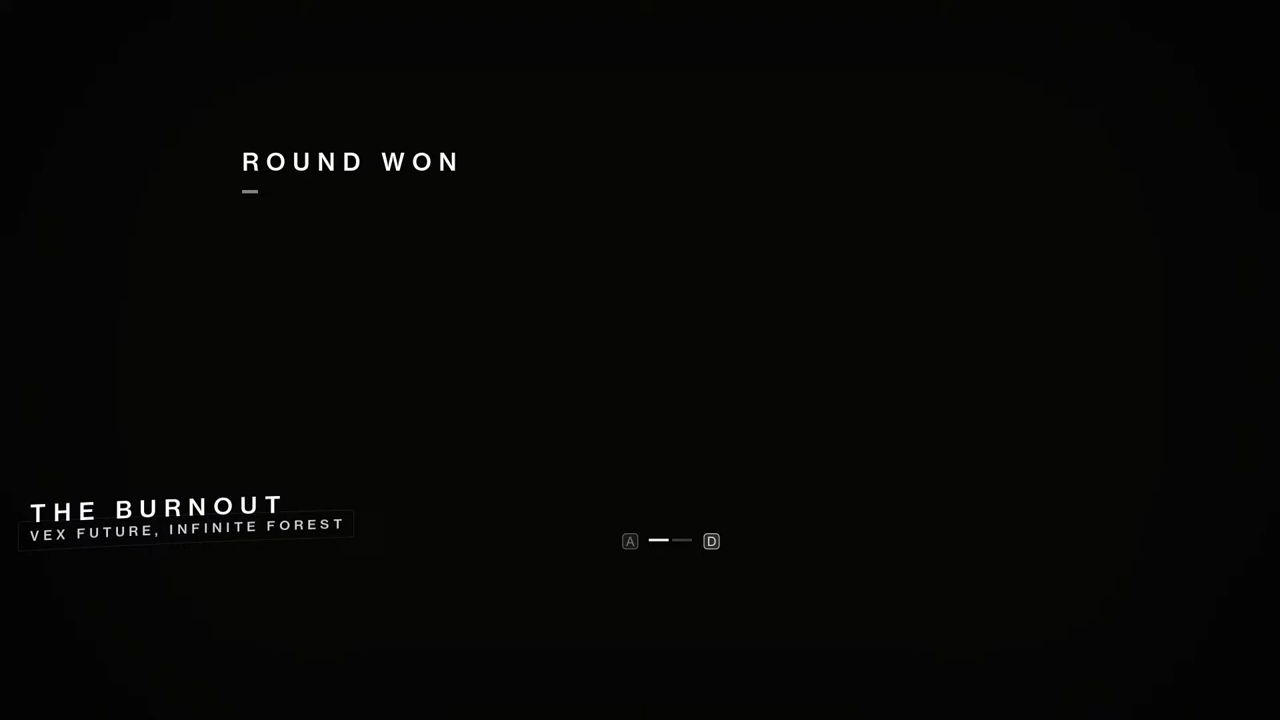 ROUND WON
THE BURNOUT
VEX FUTURE, INFINITE FOREST
A D